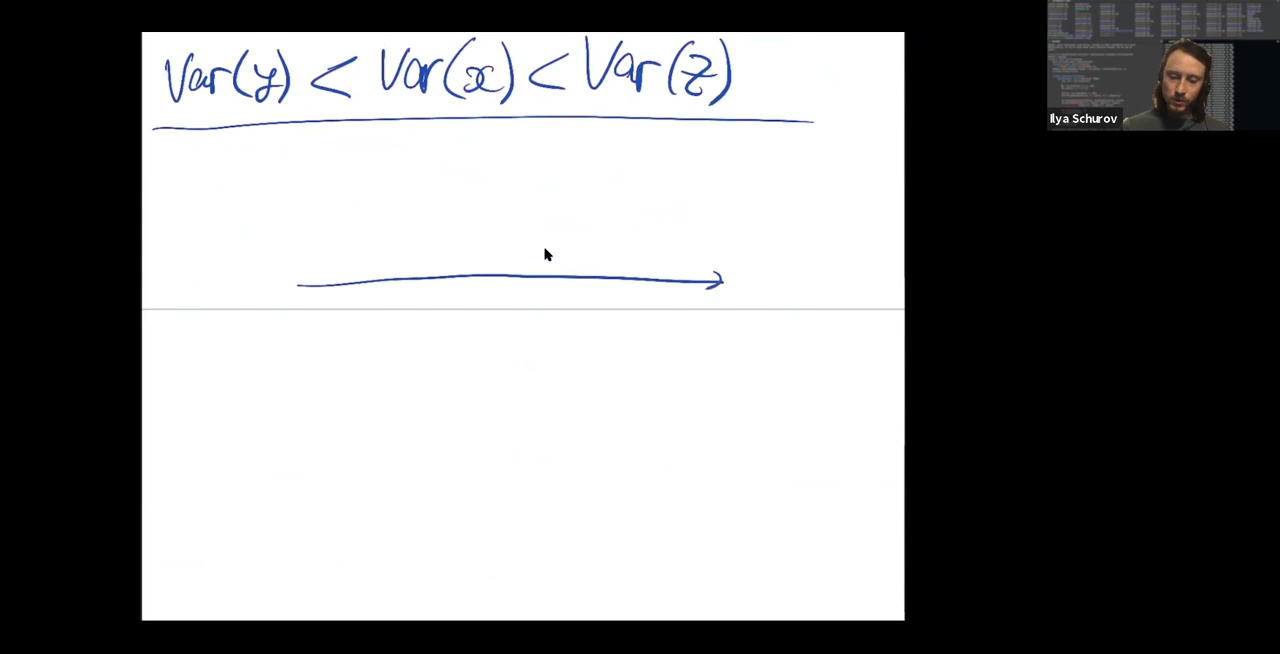 Var(y) < Var(x) < Var(z)
Ilya Schurov